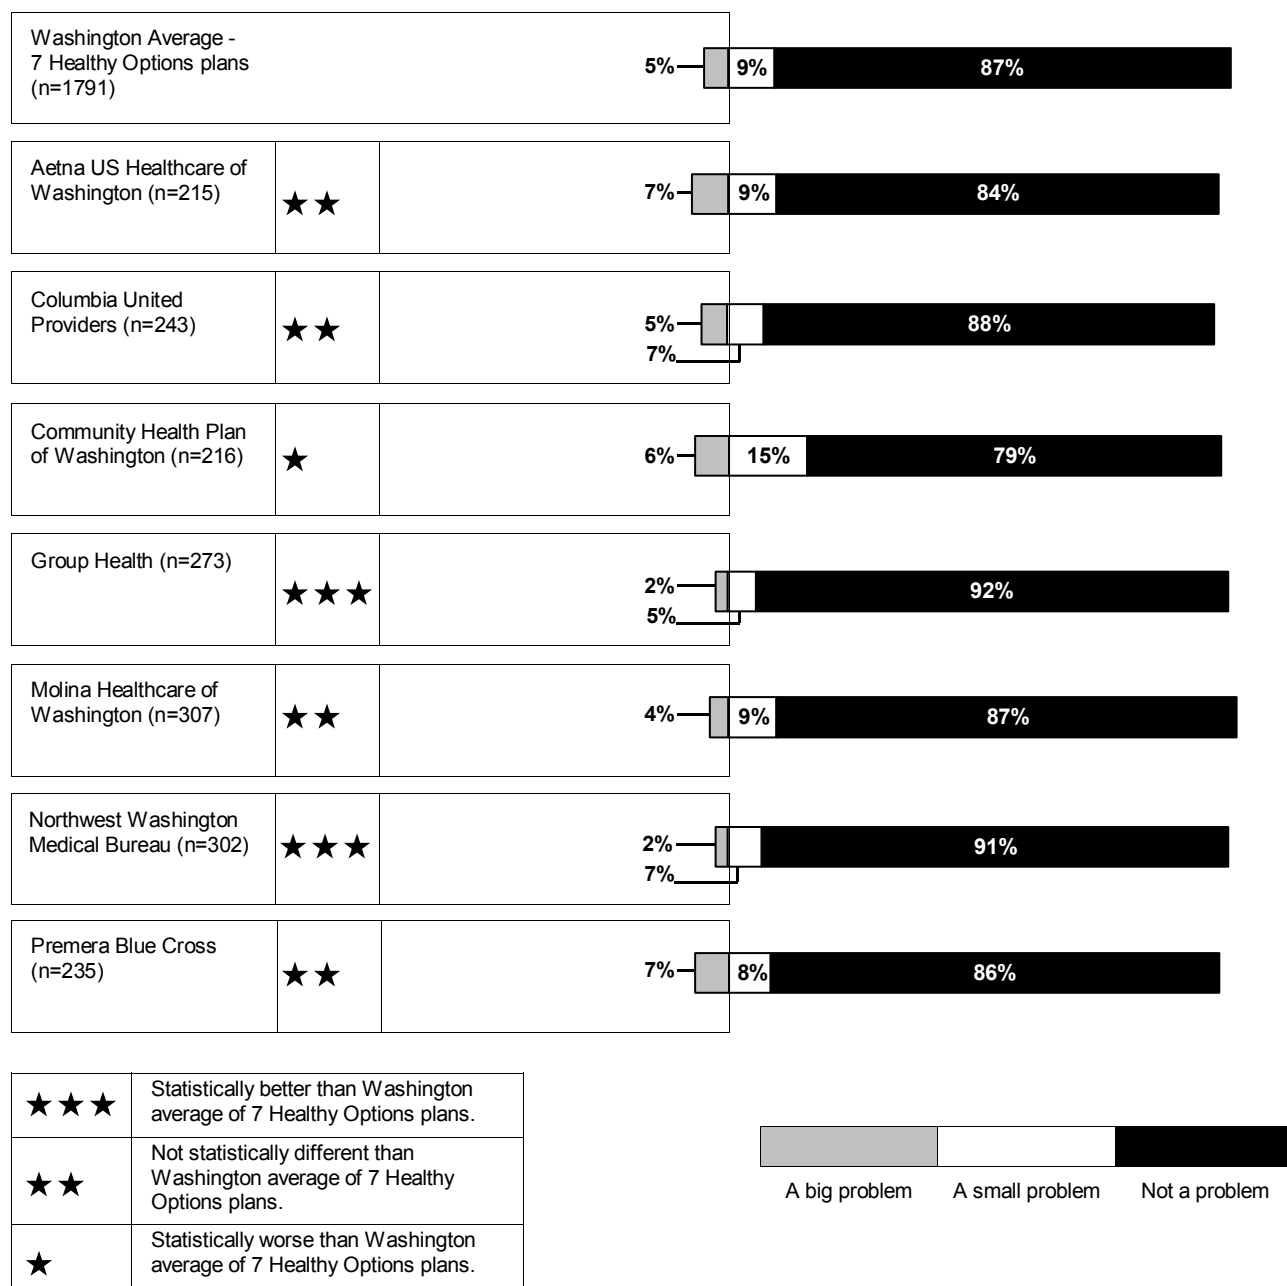 Washington Average -
7 Healthy Options plans
(n=1791)
5% 9% 87%
Aetna US Healthcare of
Washington (n=215)
★★
7% 9% 84%
Columbia United
Providers (n=243)
★★
5% 88%
7%
Community Health Plan
of Washington (n=216)
★
6% 15% 79%
Group Health (n=273)
★★★
2% 92%
5%
Molina Healthcare of
Washington (n=307)
★★
4% 9% 87%
Northwest Washington
Medical Bureau (n=302)
★★★
2% 91%
7%
Premera Blue Cross
(n=235)
★★
7% 8% 86%
★★★
Statistically better than Washington
average of 7 Healthy Options plans.
★★
Not statistically different than
Washington average of 7 Healthy
Options plans.
★
Statistically worse than Washington
average of 7 Healthy Options plans.
A big problem A small problem Not a problem